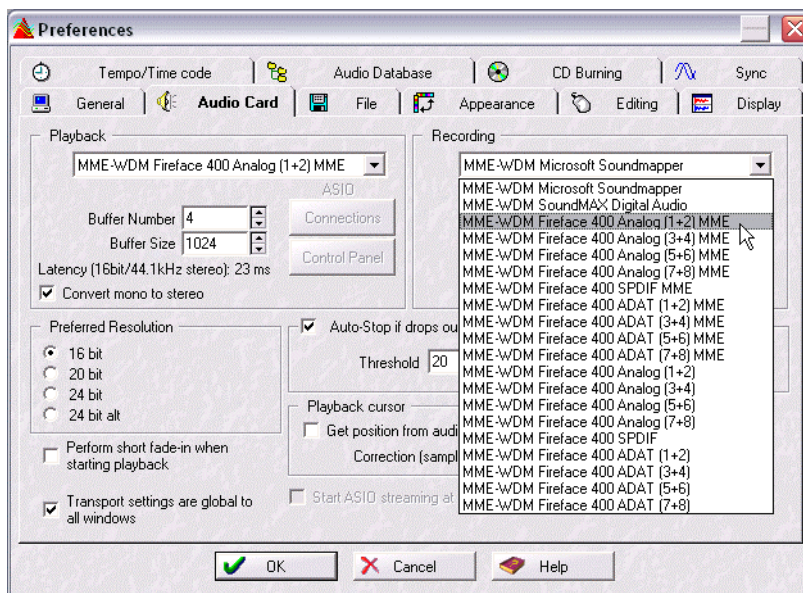 Preferences
Tempo/Time code
Audio Database
CD Burning
Sync
General
Audio Card
File
Appearance
Editing
Display
Playback
MME-WDM Fireface 400 Analog (1+2) MME
ASIO
Buffer Number 4
Connections
Buffer Size 1024
Control Panel
Latency (16bit/44.1kHz stereo): 23 ms
Convert mono to stereo
Recording
MME-WDM Microsoft Soundmapper
MME-WDM Microsoft Soundmapper
MME-WDM SoundMAX Digital Audio
MME-WDM Fireface 400 Analog (1+2) MME
MME-WDM Fireface 400 Analog (3+4) MME
MME-WDM Fireface 400 Analog (5+6) MME
MME-WDM Fireface 400 Analog (7+8) MME
MME-WDM Fireface 400 SPDIF MME
MME-WDM Fireface 400 ADAT (1+2) MME
MME-WDM Fireface 400 ADAT (3+4) MME
MME-WDM Fireface 400 ADAT (5+6) MME
MME-WDM Fireface 400 ADAT (7+8) MME
MME-WDM Fireface 400 Analog (1+2)
MME-WDM Fireface 400 Analog (3+4)
MME-WDM Fireface 400 Analog (5+6)
MME-WDM Fireface 400 Analog (7+8)
MME-WDM Fireface 400 SPDIF
MME-WDM Fireface 400 ADAT (1+2)
MME-WDM Fireface 400 ADAT (3+4)
MME-WDM Fireface 400 ADAT (5+6)
MME-WDM Fireface 400 ADAT (7+8)
Preferred Resolution
16 bit
20 bit
24 bit
24 bit alt
Auto-Stop if drops ou
Threshold 20
Playback cursor
Get position from audi
Correction (sampl
Perform short fade-in when
starting playback
Transport settings are global to
all windows
Start ASIO streaming at
OK
Cancel
Help